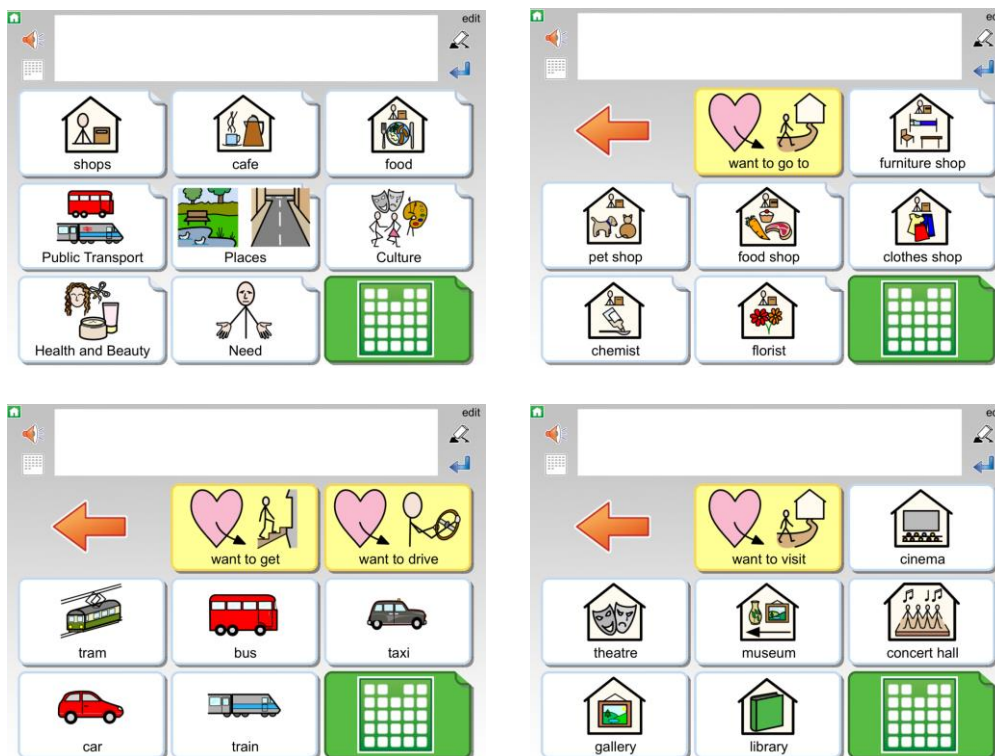 edit
shops
cafe
food
Public Transport
Places
Culture
Health and Beauty
Need
ed
want to go to
furniture shop
pet shop
food shop
clothes shop
chemist
florist
edit
want to get
want to drive
tram
bus
taxi
car
train
ed
want to visit
cinema
theatre
museum
concert hall
gallery
library